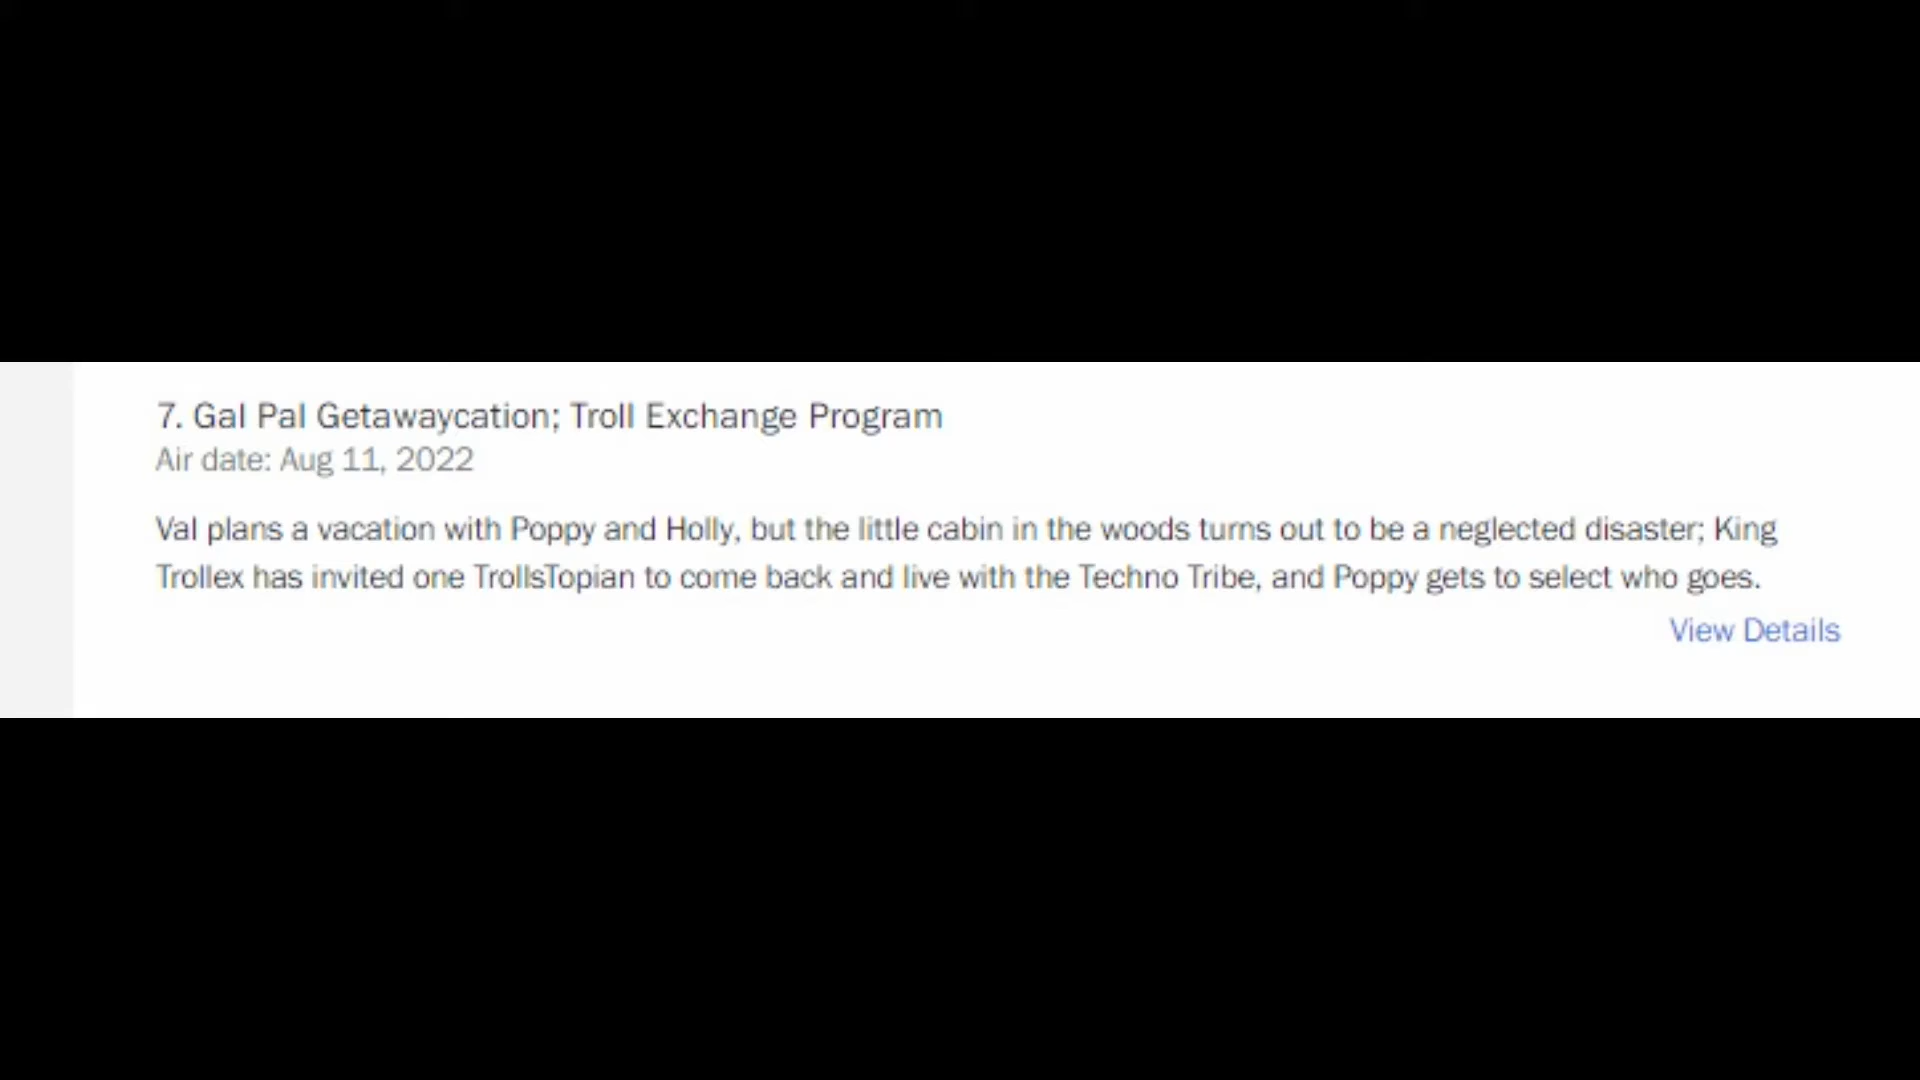 7. Gal Pal Getawaycation; Troll Exchange Program
Air date: Aug 11, 2022
Val plans a vacation with Poppy and Holly, but the little cabin in the woods turns out to be a neglected disaster; King
Trollex has invited one TrollsTopian to come back and live with the Techno Tribe, and Poppy gets to select who goes.
View Details